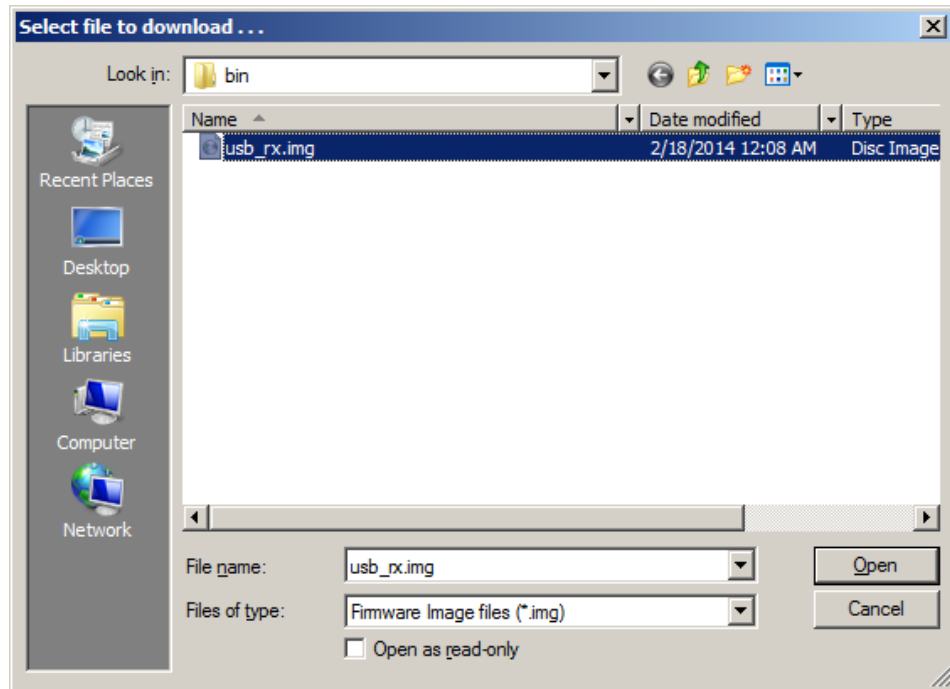 Select file to download . . .
Look in:
bin
Name
Date modified
Type
usb_rx.img
2/18/2014 12:08 AM
Disc Image
Recent Places
Desktop
Libraries
Computer
Network
File name:
usb_rx.img
Open
Files of type:
Firmware Image files (*.img)
Cancel
Open as read-only